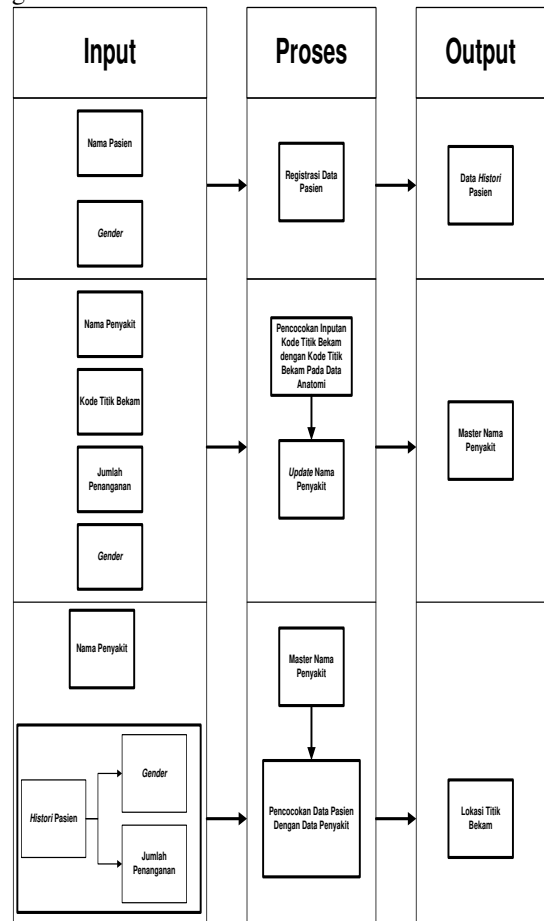 Input
Proses
Output
Nama Pasien
Gender
Registrasi Data
Pasien
Data Histori
Pasien
Nama Penyakit
Kode Titik Bekam
Jumlah
Penanganan
Gender
Pencocokan Inputan
Kode Titik Bekam
dengan Kode Titik
Bekam Pada Data
Anatomi
Update Nama
Penyakit
Master Nama
Penyakit
Nama Penyakit
Histori Pasien
Gender
Jumlah
Penanganan
Master Nama
Penyakit
Pencocokan Data Pasien
Dengan Data Penyakit
Lokasi Titik
Bekam